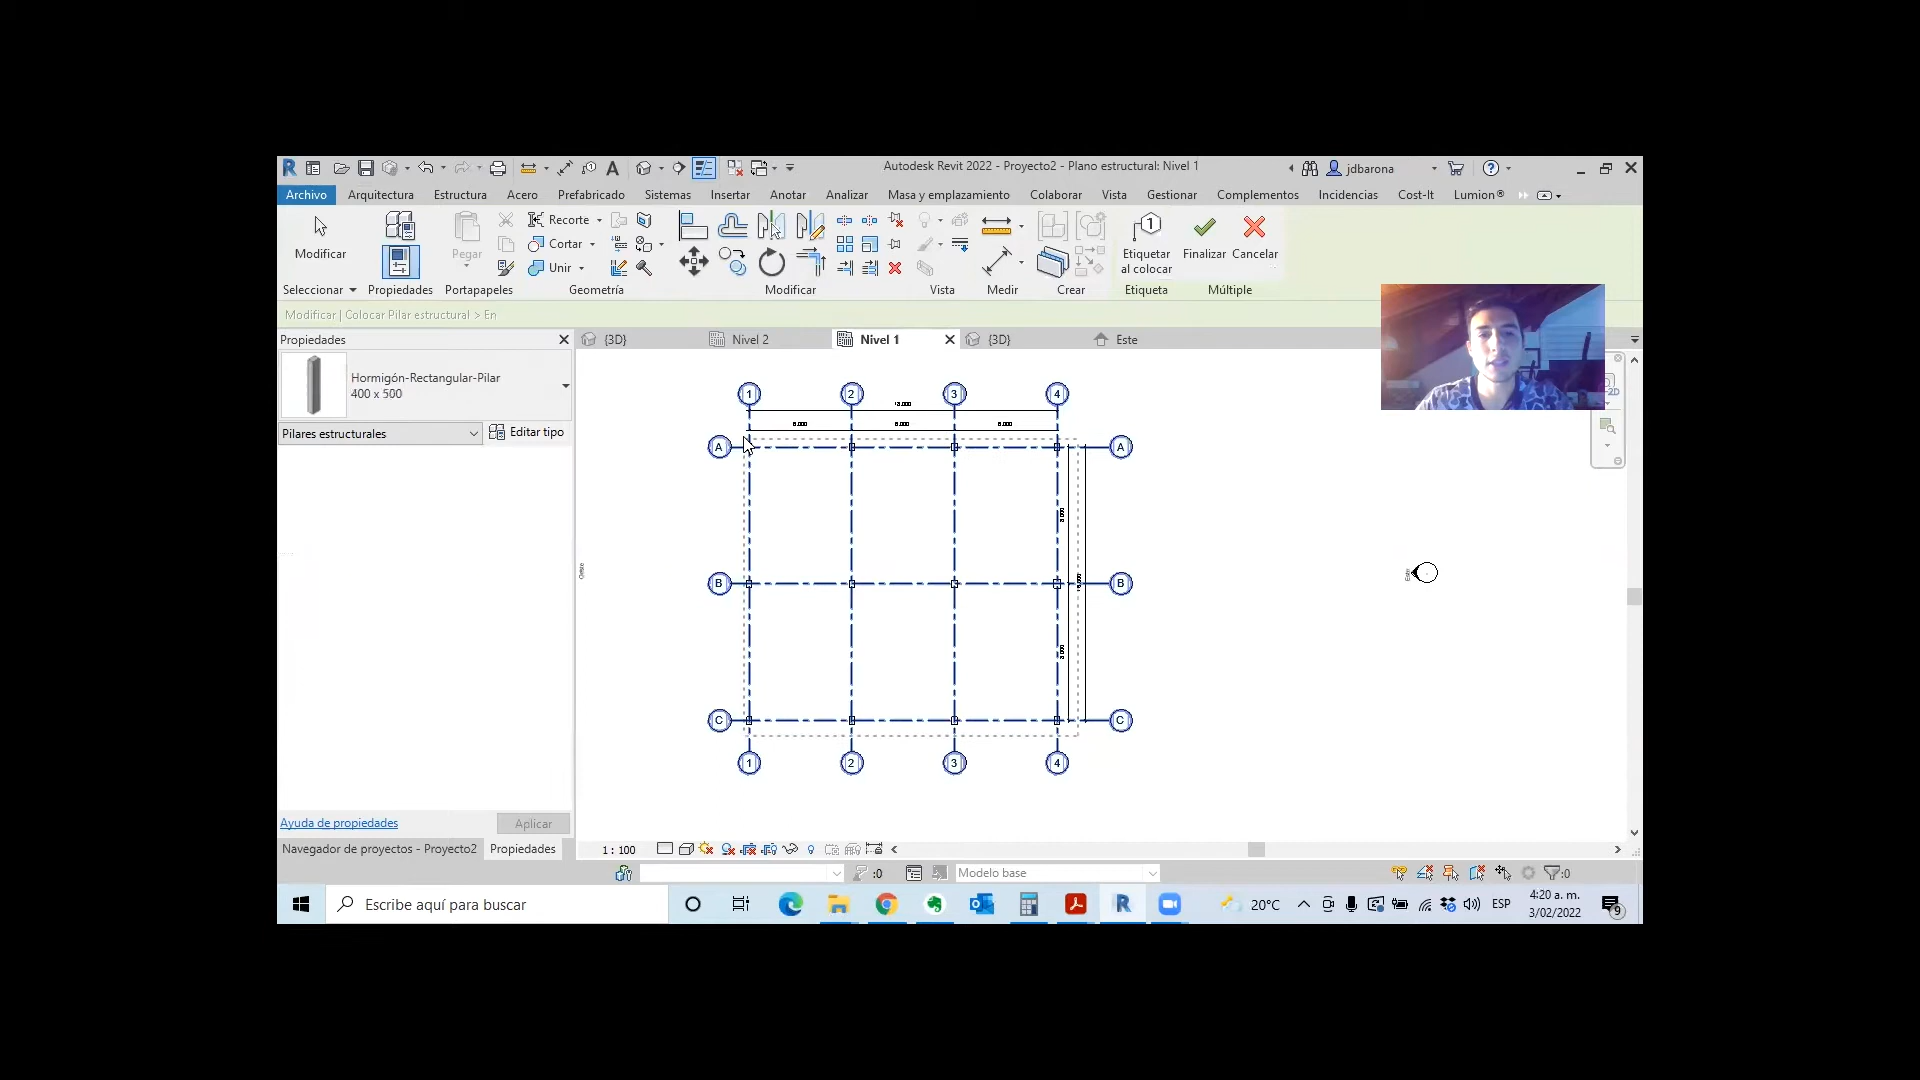 Autodesk Revit 2022 - Proyecto2 - Plano estructural: Nivel 1
jdbarona
Archivo Arquitectura Estructura Acero Prefabricado Sistemas Insertar Anotar Analizar Masa y emplazamiento Colaborar Vista Gestionar Complementos Incidencias Cost-It Lumion®
Modificar
Pegar
Recorte
Cortar
Unir
Etiquetar
al colocar
Finalizar
Cancelar
Seleccionar Propiedades Portapapeles Geometría Modificar Vista Medir Crear Etiqueta Múltiple
Modificar | Colocar Pilar estructural > En
Propiedades
{3D} Nivel 2 Nivel 1 {3D} Este
Hormigón-Rectangular-Pilar
400 x 500
Pilares estructurales
Editar tipo
1 2 3 4
A A
B B
Este
C C
1 2 3 4
2D
Ayuda de propiedades
Aplicar
Navegador de proyectos - Proyecto2 Propiedades
1 : 100
:0
Modelo base
:0
Escribe aquí para buscar
20°C
ESP
4:20 a. m.
3/02/2022
9